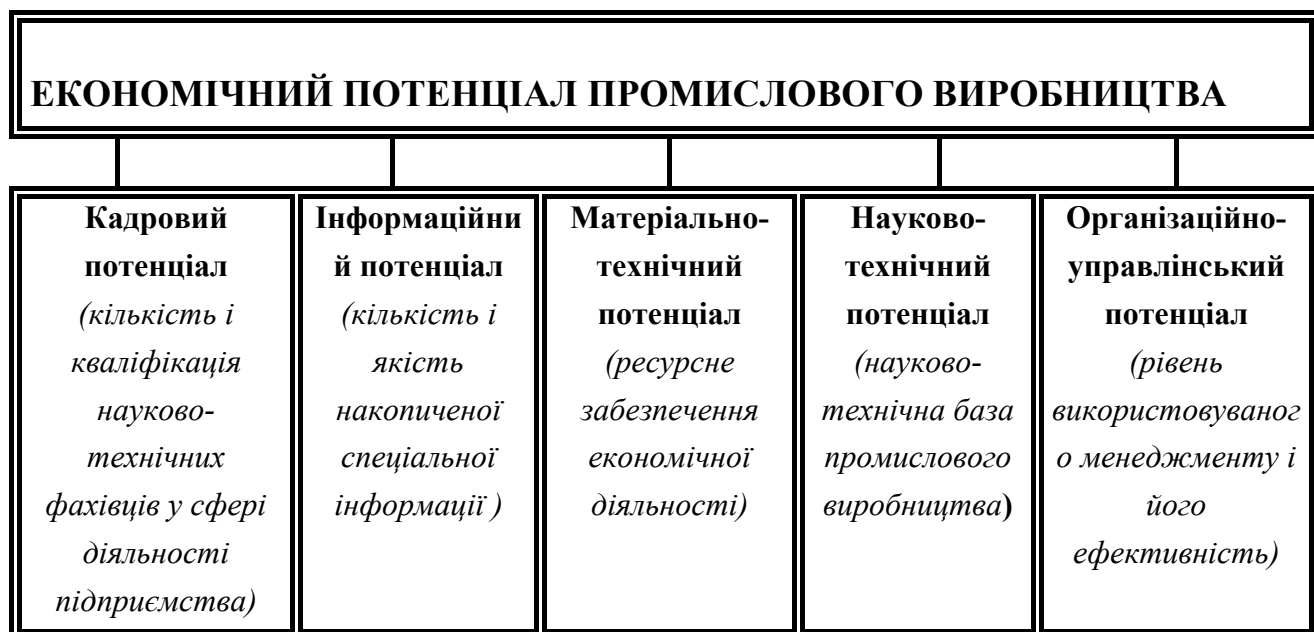 ЕКОНОМІЧНИЙ ПОТЕНЦІАЛ ПРОМИСЛОВОГО ВИРОБНИЦТВА
Кадровий
потенціал
(кількість і
кваліфікація
науково-
технічних
фахівців у сфері
діяльності
підприємства)
Інформаційни
й потенціал
(кількість і
якість
накопиченої
спеціальної
інформації )
Матеріально-
технічний
потенціал
(ресурсне
забезпечення
економічної
діяльності)
Науково-
технічний
потенціал
(науково-
технічна база
промислового
виробництва)
Організаційно-
управлінський
потенціал
(рівень
використовуваног
о менеджменту і
його
ефективність)